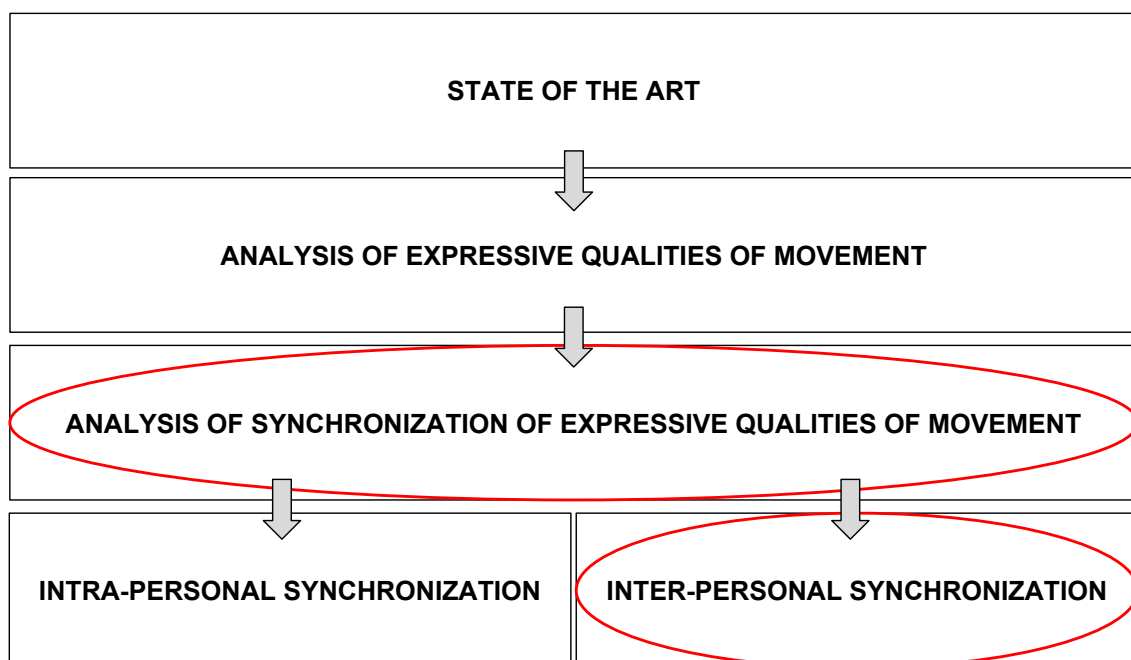 STATE OF THE ART
ANALYSIS OF EXPRESSIVE QUALITIES OF MOVEMENT
ANALYSIS OF SYNCHRONIZATION OF EXPRESSIVE QUALITIES OF MOVEMENT
INTRA-PERSONAL SYNCHRONIZATION
INTER-PERSONAL SYNCHRONIZATION